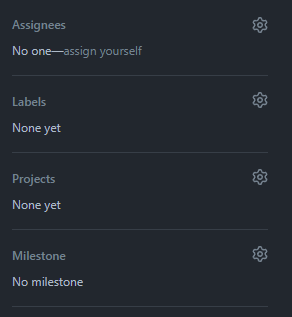 Assignees
No one—assign yourself
Labels
None yet
Projects
None yet
Milestone
No milestone